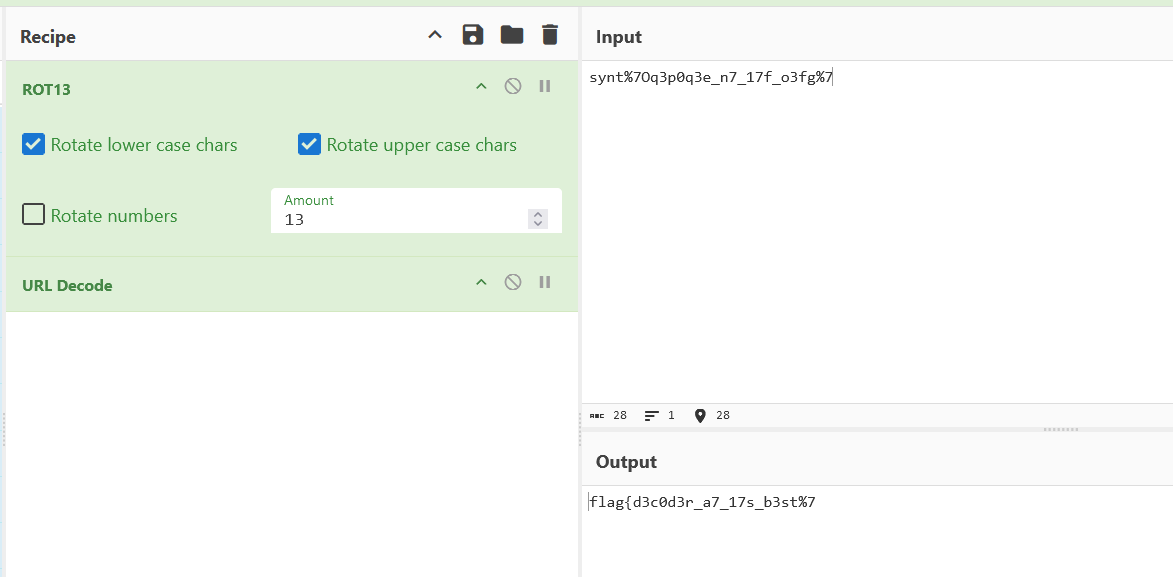 Recipe
ROT13
Rotate lower case chars
Rotate upper case chars
Rotate numbers
Amount
13
URL Decode
Input
synt%7Oq3p0q3e_n7_17f_o3fg%7
ABC 28 1 28
Output
flag{d3c0d3r_a7_17s_b3st%7